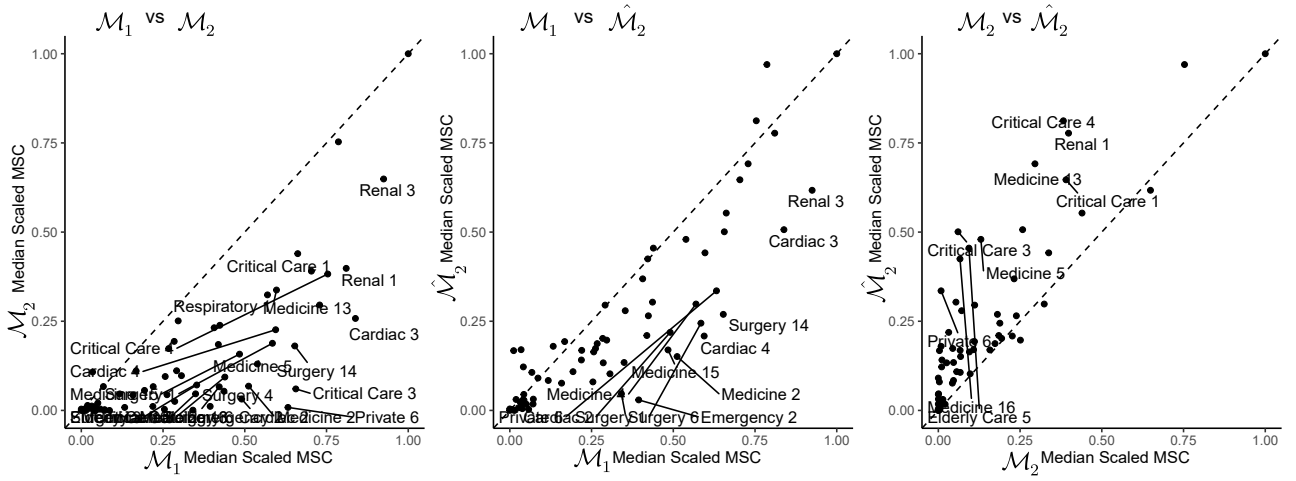 ℳ₁ vs ℳ₂
ℳ₂ Median Scaled MSC
1.00
0.75
0.50
0.25
0.00
Renal 3
Critical Care 1
Renal 1
Respiratory 1
Medicine 13
Cardiac 3
Critical Care 4
Cardiac 4
Medicine 5
Surgery 14
Surgery 4
Critical Care 3
Private 6
0.00 0.25 0.50 0.75 1.00
ℳ₁ Median Scaled MSC
ℳ₁ vs ℳ̂₂
ℳ̂₂ Median Scaled MSC
1.00
0.75
0.50
0.25
0.00
Renal 3
Cardiac 3
Surgery 14
Cardiac 4
Medicine 15
Medicine 2
Surgery 6
Emergency 2
0.00 0.25 0.50 0.75 1.00
ℳ₁ Median Scaled MSC
ℳ₂ vs ℳ̂₂
ℳ̂₂ Median Scaled MSC
1.00
0.75
0.50
0.25
0.00
Critical Care 4
Renal 1
Medicine 13
Critical Care 1
Critical Care 3
Medicine 5
Private 6
Medicine 16
Elderly Care 5
0.00 0.25 0.50 0.75 1.00
ℳ₂ Median Scaled MSC